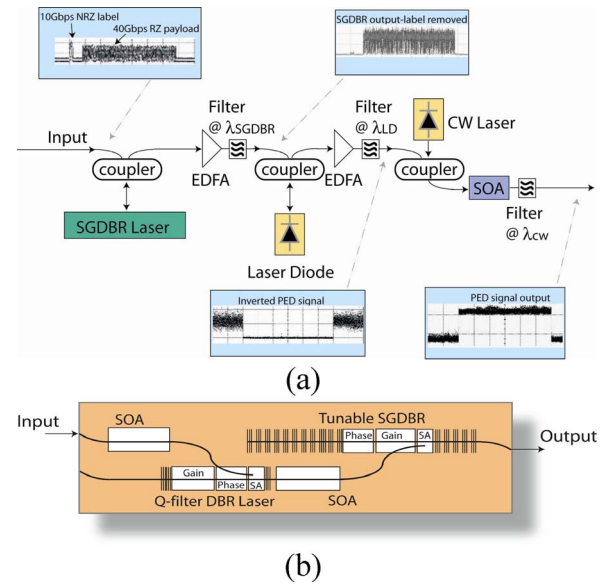 10Gbps NRZ label
40Gbps RZ payload
SGDBR output-label removed
Input
coupler
SGDBR Laser
EDFA
Filter
@ λSGDBR
coupler
Laser Diode
EDFA
Filter
@ λLD
CW Laser
coupler
SOA
Filter
@ λcw
Inverted PED signal
PED signal output
(a)
Input
SOA
Tunable SGDBR
Phase
Gain
SA
Output
Gain
Phase
SA
Q-filter DBR Laser
SOA
(b)